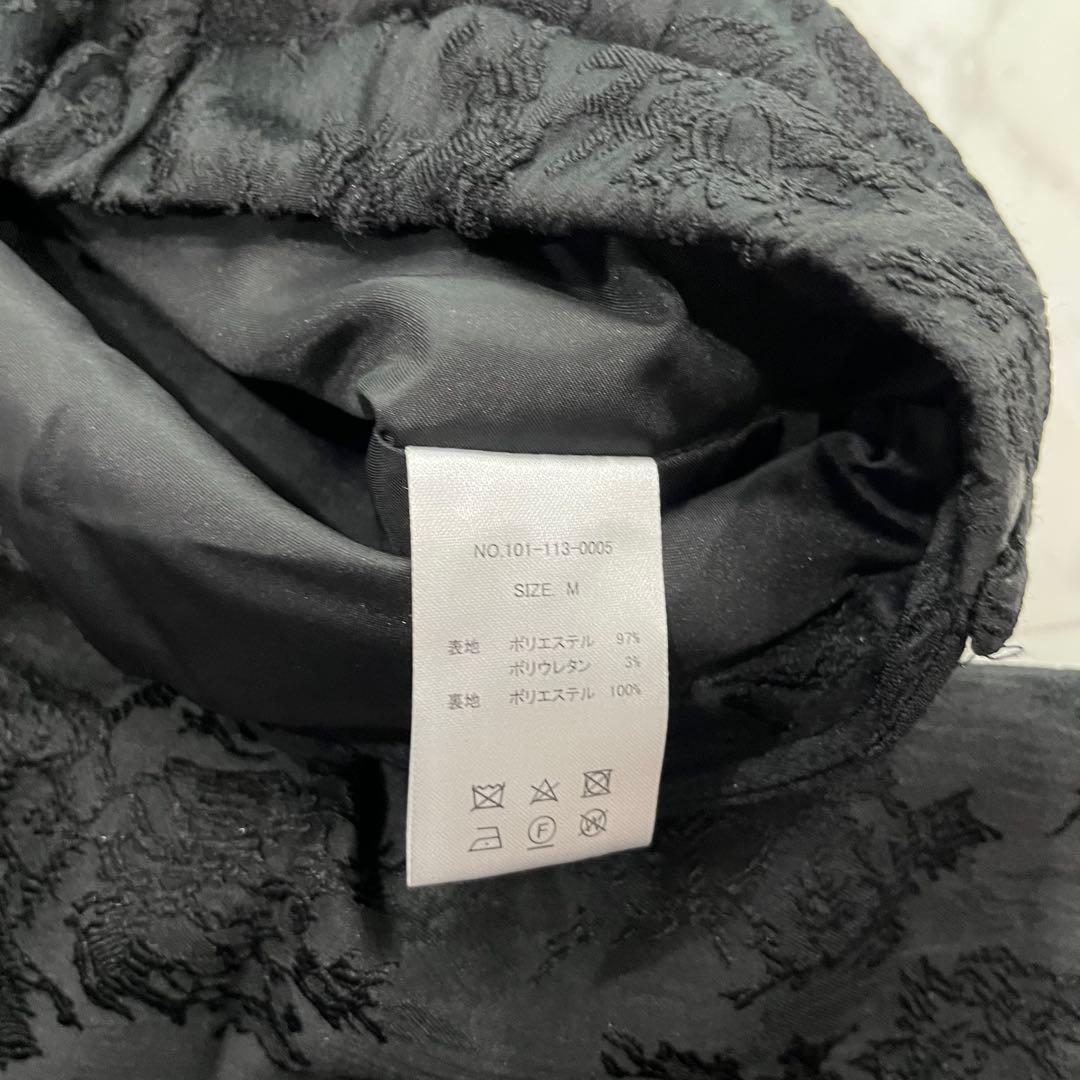 NO.101-113-0005
SIZE. M
表地 ポリエステル 97%
ポリウレタン 3%
裏地 ポリエステル 100%
F W